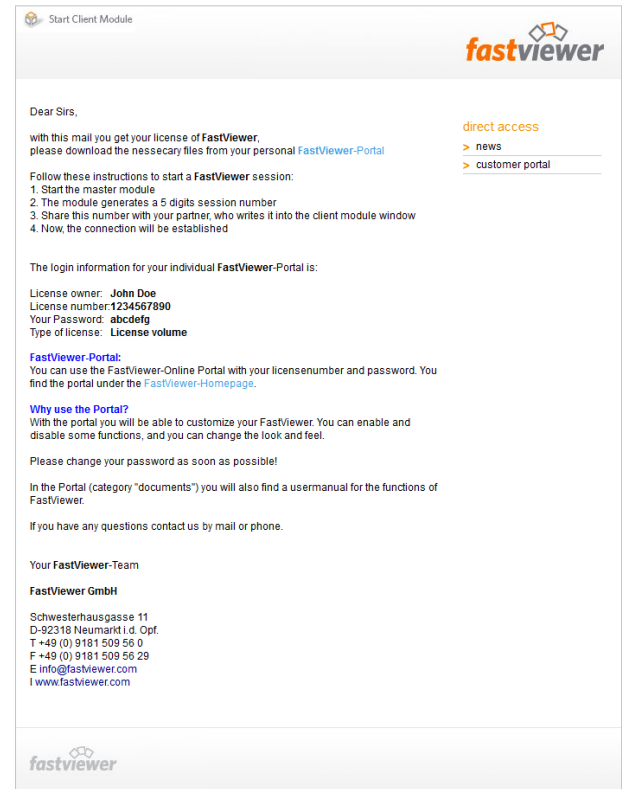 Start Client Module
fastviewer
Dear Sirs,
with this mail you get your license of FastViewer,
please download the nessecary files from your personal FastViewer-Portal
Follow these instructions to start a FastViewer session:
1. Start the master module
2. The module generates a 5 digits session number
3. Share this number with your partner, who writes it into the client module window
4. Now, the connection will be established
The login information for your individual FastViewer-Portal is:
License owner: John Doe
License number:1234567890
Your Password: abcdefg
Type of license: License volume
FastViewer-Portal:
You can use the FastViewer-Online Portal with your licensenumber and password. You
find the portal under the FastViewer-Homepage.
Why use the Portal?
With the portal you will be able to customize your FastViewer. You can enable and
disable some functions, and you can change the look and feel.
Please change your password as soon as possible!
In the Portal (category "documents") you will also find a usermanual for the functions of
FastViewer.
If you have any questions contact us by mail or phone.
Your FastViewer-Team
FastViewer GmbH
Schwesterhausgasse 11
D-92318 Neumarkt i.d. Opf.
T +49 (0) 9181 509 56 0
F +49 (0) 9181 509 56 29
E info@fastviewer.com
I www.fastviewer.com
direct access
> news
> customer portal
fastviewer